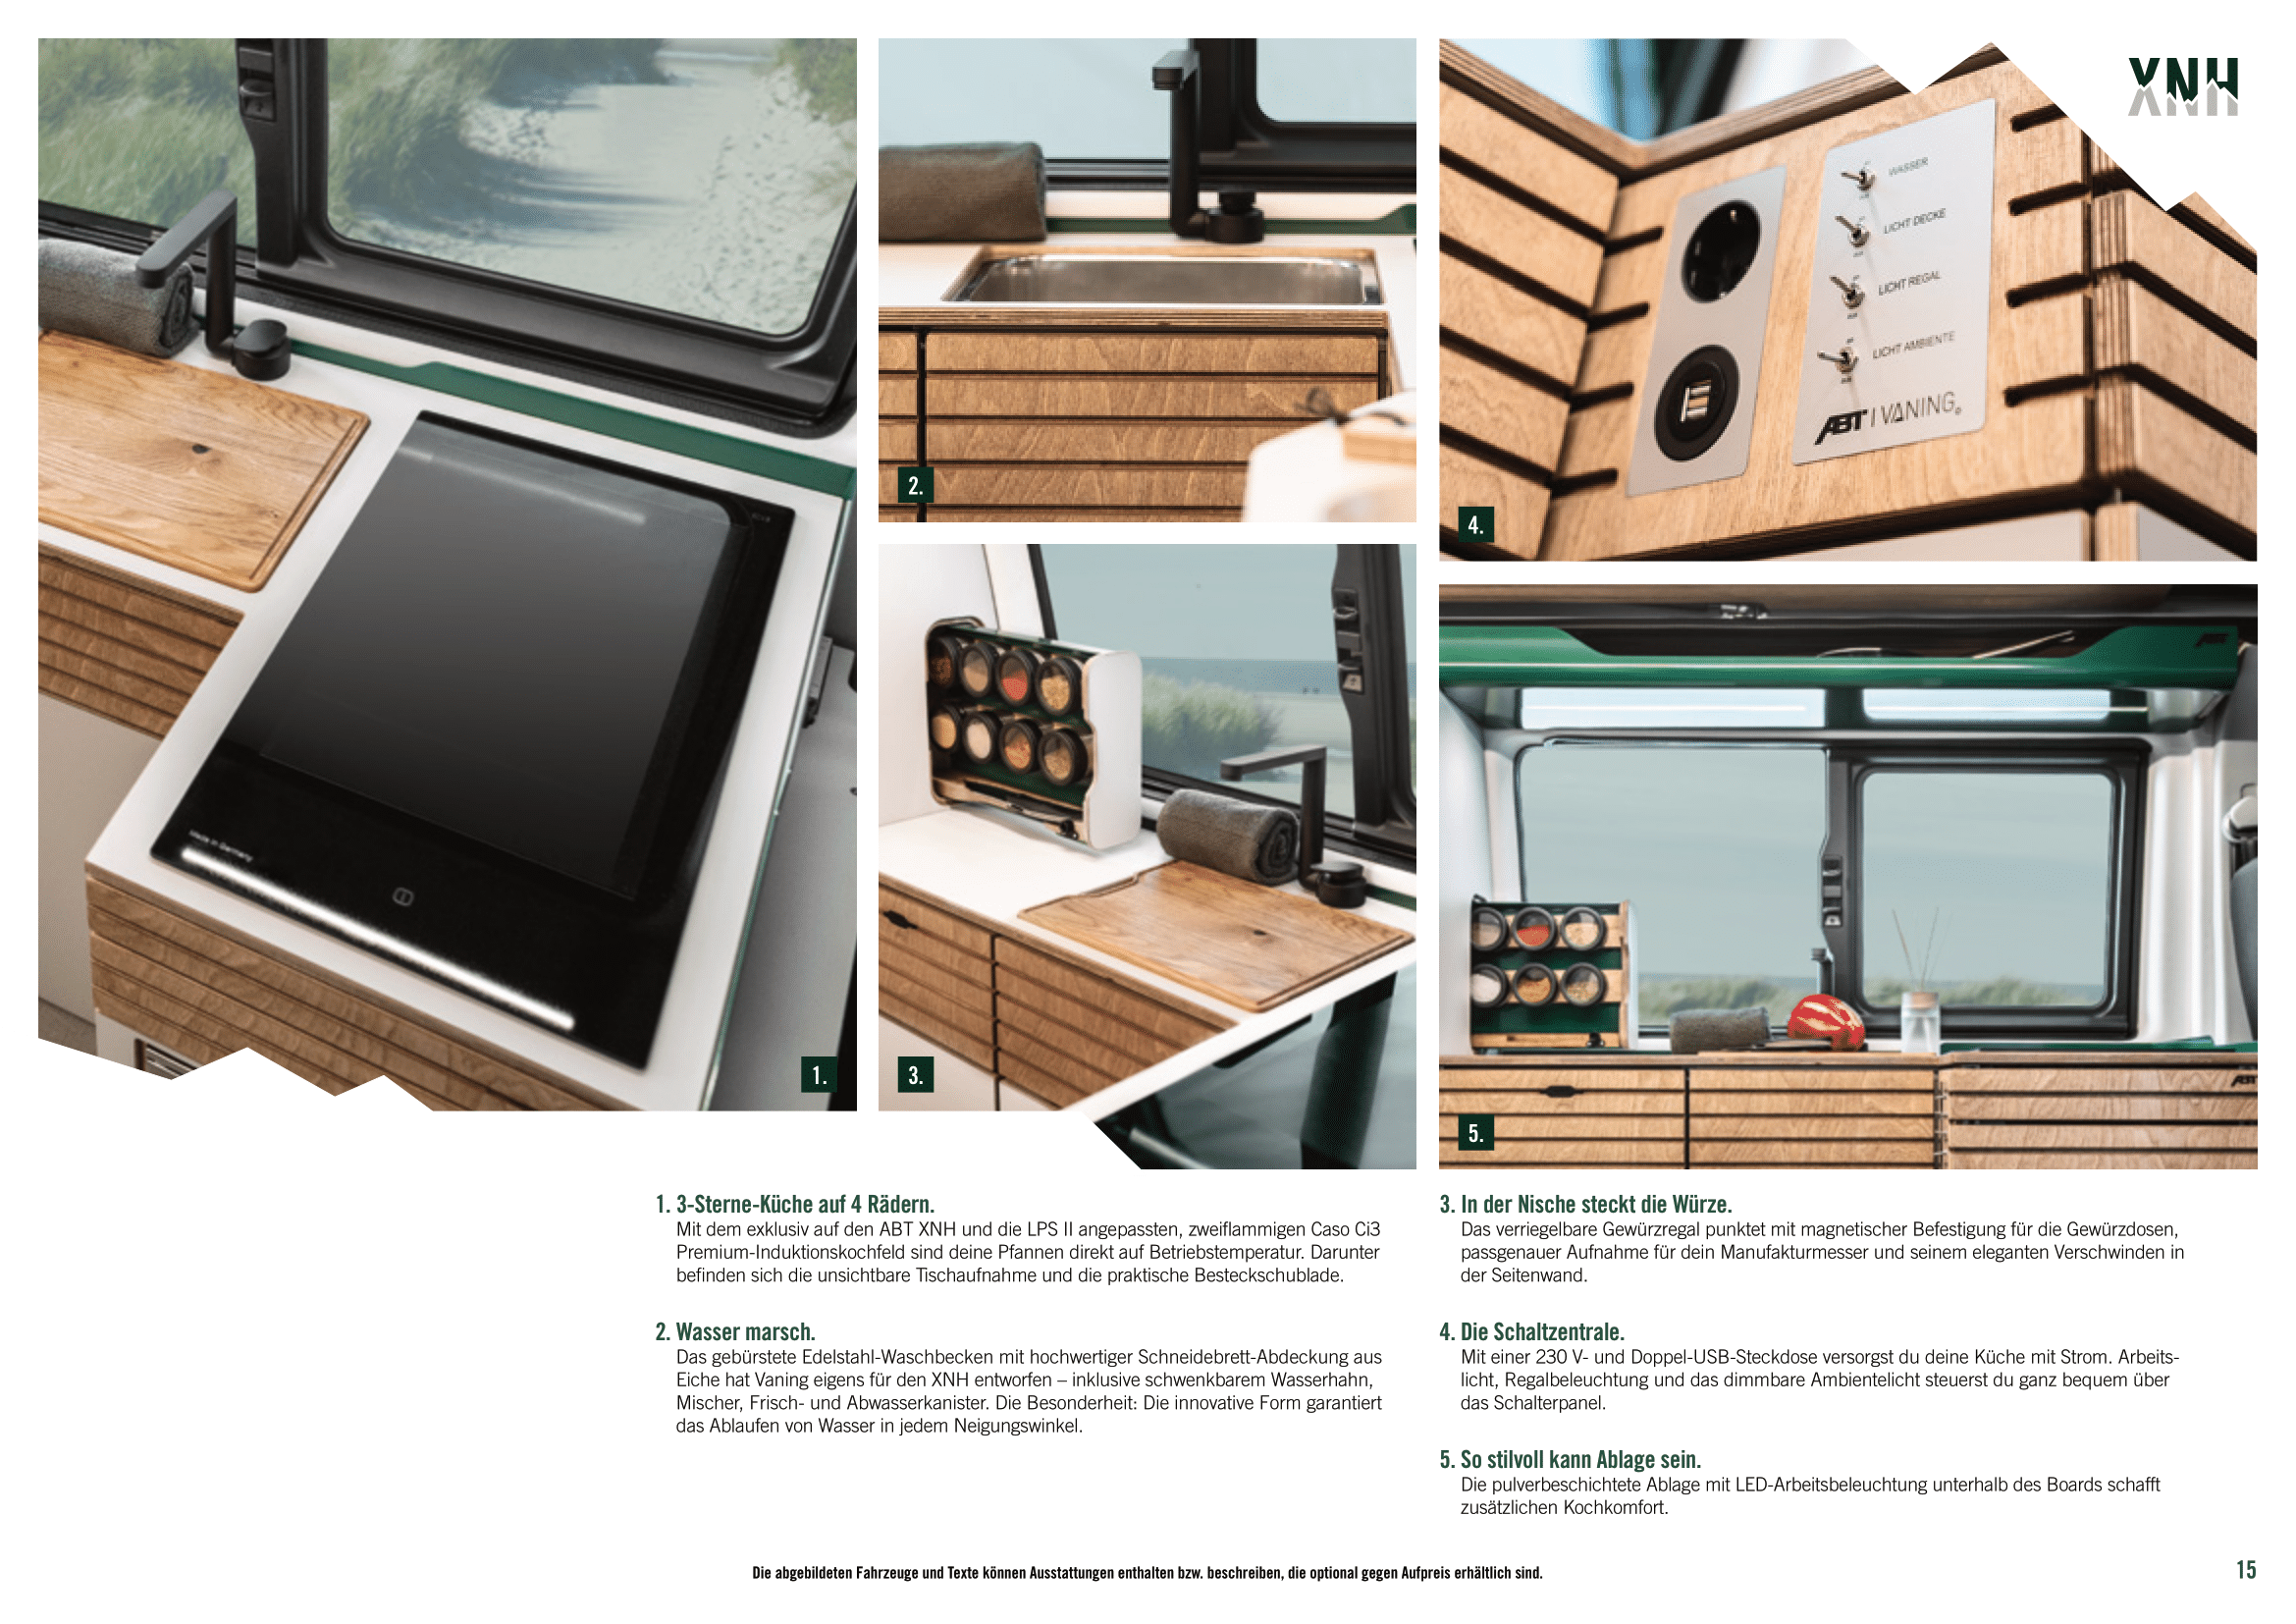 XNH
WASSER
LICHT DECKE
LICHT REGAL
LICHT AMBIENTE
ABT | VANING
Made in Germany
ABT
ABT
1.
2.
3.
4.
5.
1. 3-Sterne-Küche auf 4 Rädern.
Mit dem exklusiv auf den ABT XNH und die LPS II angepassten, zweiflammigen Caso Ci3
Premium-Induktionskochfeld sind deine Pfannen direkt auf Betriebstemperatur. Darunter
befinden sich die unsichtbare Tischaufnahme und die praktische Besteckschublade.
2. Wasser marsch.
Das gebürstete Edelstahl-Waschbecken mit hochwertiger Schneidebrett-Abdeckung aus
Eiche hat Vaning eigens für den XNH entworfen – inklusive schwenkbarem Wasserhahn,
Mischer, Frisch- und Abwasserkanister. Die Besonderheit: Die innovative Form garantiert
das Ablaufen von Wasser in jedem Neigungswinkel.
3. In der Nische steckt die Würze.
Das verriegelbare Gewürzregal punktet mit magnetischer Befestigung für die Gewürzdosen,
passgenauer Aufnahme für dein Manufakturmesser und seinem eleganten Verschwinden in
der Seitenwand.
4. Die Schaltzentrale.
Mit einer 230 V- und Doppel-USB-Steckdose versorgst du deine Küche mit Strom. Arbeits-
licht, Regalbeleuchtung und das dimmbare Ambientelicht steuerst du ganz bequem über
das Schalterpanel.
5. So stilvoll kann Ablage sein.
Die pulverbeschichtete Ablage mit LED-Arbeitsbeleuchtung unterhalb des Boards schafft
zusätzlichen Kochkomfort.
Die abgebildeten Fahrzeuge und Texte können Ausstattungen enthalten bzw. beschreiben, die optional gegen Aufpreis erhältlich sind.
15